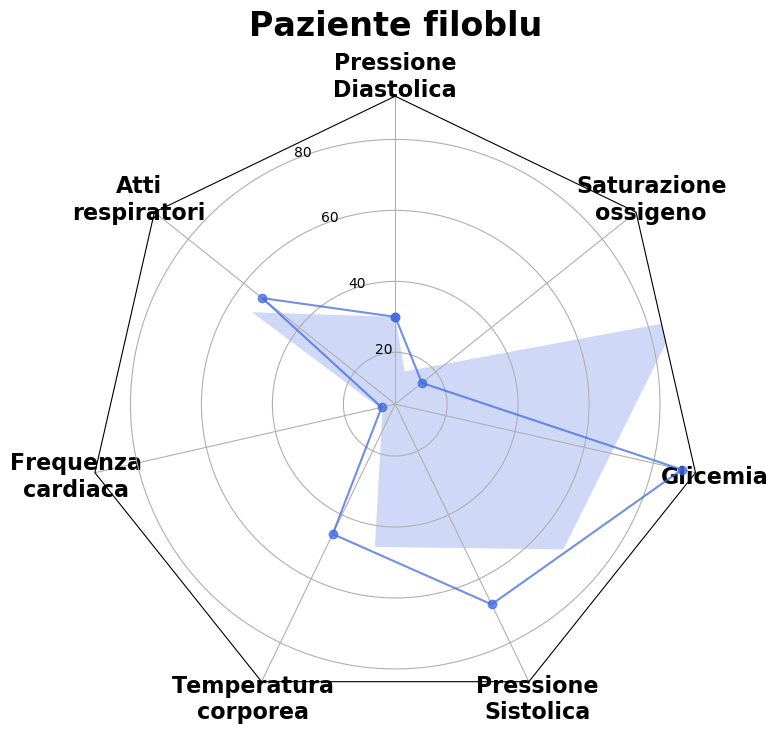 Paziente filoblu
Pressione
Diastolica
Atti
respiratori
Saturazione
ossigeno
80
60
40
20
Frequenza
cardiaca
Glicemia
Temperatura
corporea
Pressione
Sistolica